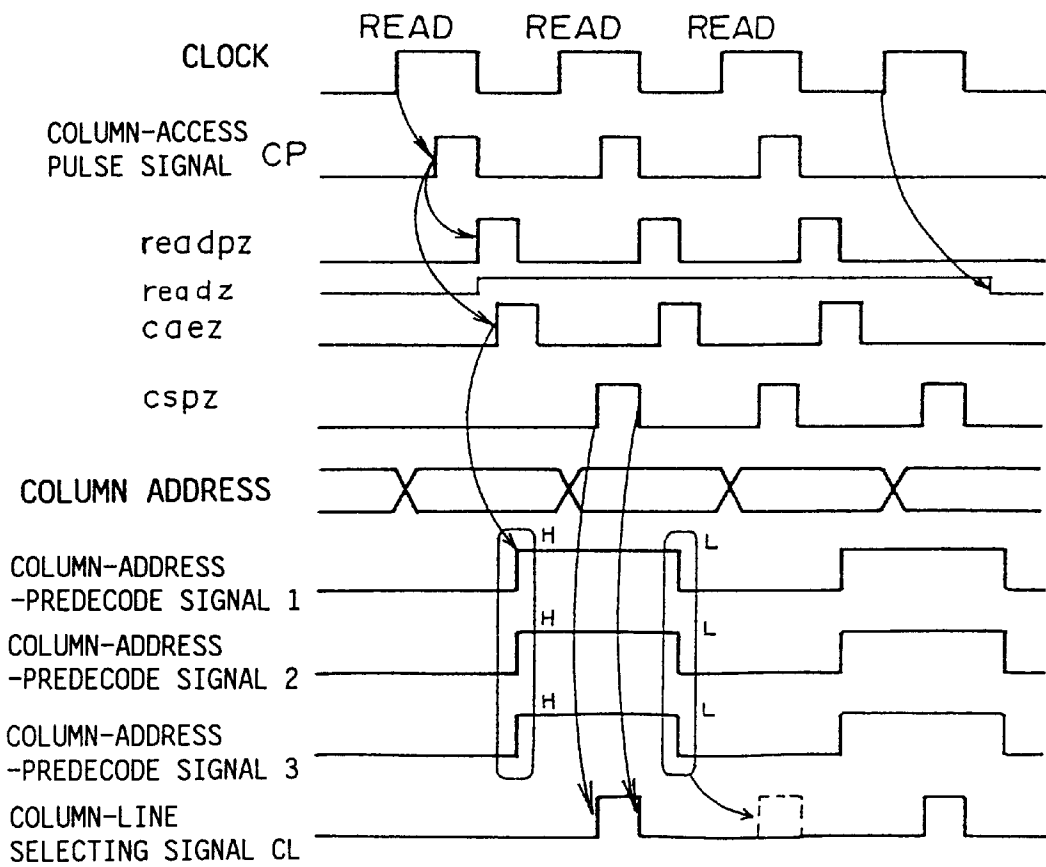 READ READ READ
CLOCK
COLUMN-ACCESS
PULSE SIGNAL CP
readpz
readz
caez
cspz
COLUMN ADDRESS
H L
COLUMN-ADDRESS
-PREDECODE SIGNAL 1
H L
COLUMN-ADDRESS
-PREDECODE SIGNAL 2
H L
COLUMN-ADDRESS
-PREDECODE SIGNAL 3
COLUMN-LINE
SELECTING SIGNAL CL